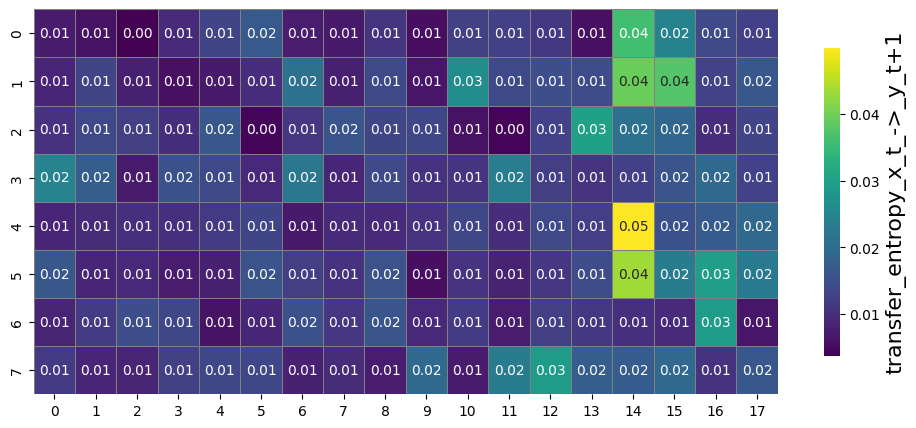 0 0.01 0.01 0.00 0.01 0.01 0.02 0.01 0.01 0.01 0.01 0.01 0.01 0.01 0.01 0.04 0.02 0.01 0.01
1 0.01 0.01 0.01 0.01 0.01 0.01 0.02 0.01 0.01 0.01 0.03 0.01 0.01 0.01 0.04 0.04 0.01 0.02
2 0.01 0.01 0.01 0.01 0.02 0.00 0.01 0.02 0.01 0.01 0.01 0.00 0.01 0.03 0.02 0.02 0.01 0.01
3 0.02 0.02 0.01 0.02 0.01 0.01 0.02 0.01 0.01 0.01 0.01 0.02 0.01 0.01 0.01 0.02 0.02 0.01
4 0.01 0.01 0.01 0.01 0.01 0.01 0.01 0.01 0.01 0.01 0.01 0.01 0.01 0.01 0.05 0.02 0.02 0.02
5 0.02 0.01 0.01 0.01 0.01 0.02 0.01 0.01 0.02 0.01 0.01 0.01 0.01 0.01 0.04 0.02 0.03 0.02
6 0.01 0.01 0.01 0.01 0.01 0.01 0.02 0.01 0.02 0.01 0.01 0.01 0.01 0.01 0.01 0.01 0.03 0.01
7 0.01 0.01 0.01 0.01 0.01 0.01 0.01 0.01 0.01 0.02 0.01 0.02 0.03 0.02 0.02 0.02 0.01 0.02
0 1 2 3 4 5 6 7 8 9 10 11 12 13 14 15 16 17
0.04
0.03
0.02
0.01
transfer_entropy_x_t_->_y_t+1